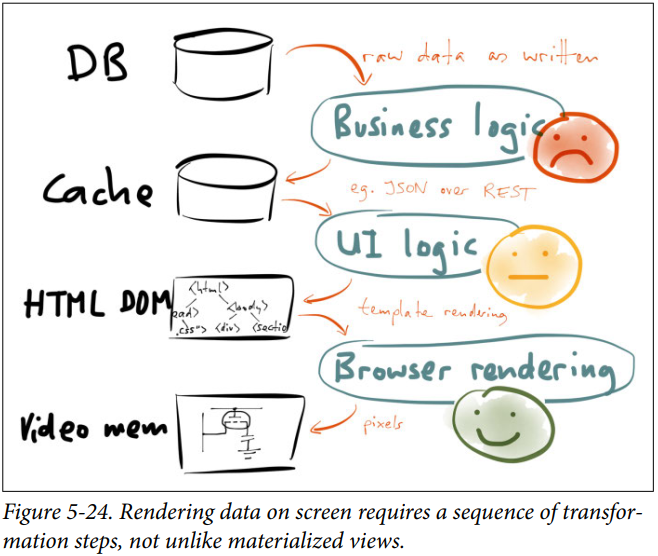 DB
raw data as written
Business logic
Cache
eg. JSON over REST
UI logic
HTML DOM
<html>
ead>
<body>
.css">
<div>
<sectio
template rendering
Browser rendering
Video mem
pixels
Figure 5-24. Rendering data on screen requires a sequence of transfor-
mation steps, not unlike materialized views.